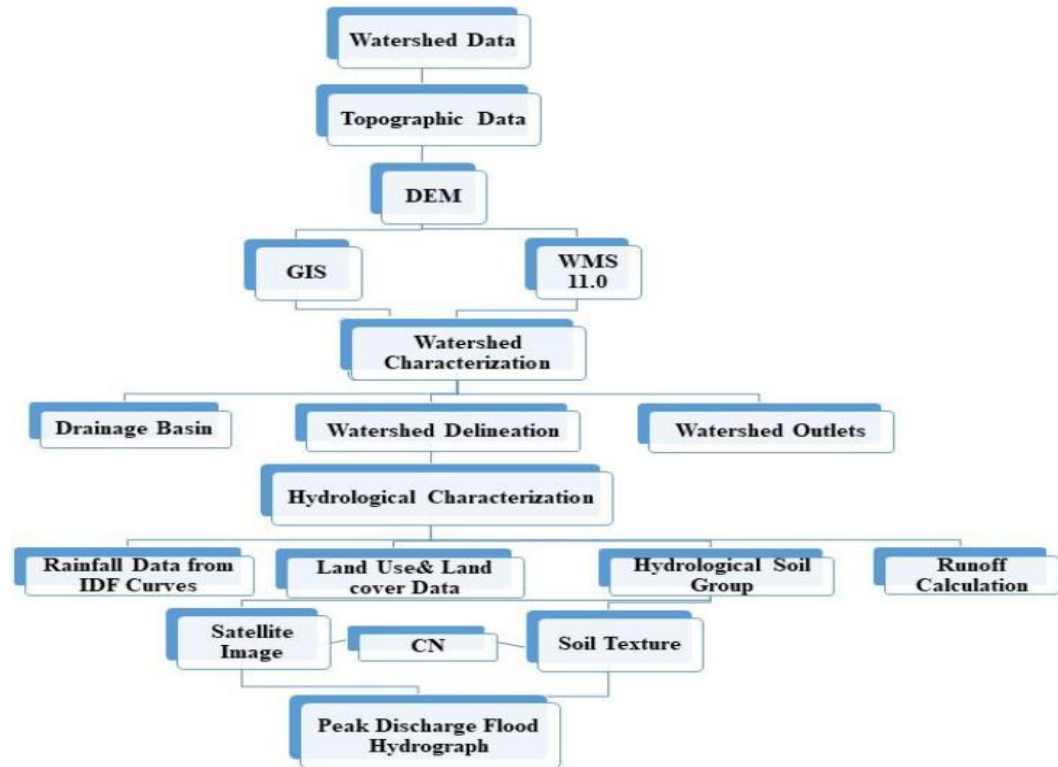 Watershed Data
Topographic Data
DEM
GIS
WMS
11.0
Watershed
Characterization
Drainage Basin
Watershed Delineation
Watershed Outlets
Hydrological Characterization
Rainfall Data from
IDF Curves
Land Use& Land
cover Data
Hydrological Soil
Group
Runoff
Calculation
Satellite
Image
CN
Soil Texture
Peak Discharge Flood
Hydrograph